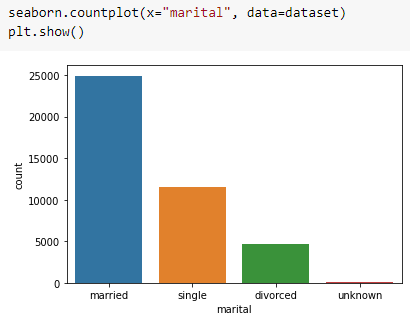 seaborn.countplot(x="marital", data=dataset)
plt.show()
25000
20000
15000
10000
5000
0
count
married single divorced unknown
marital